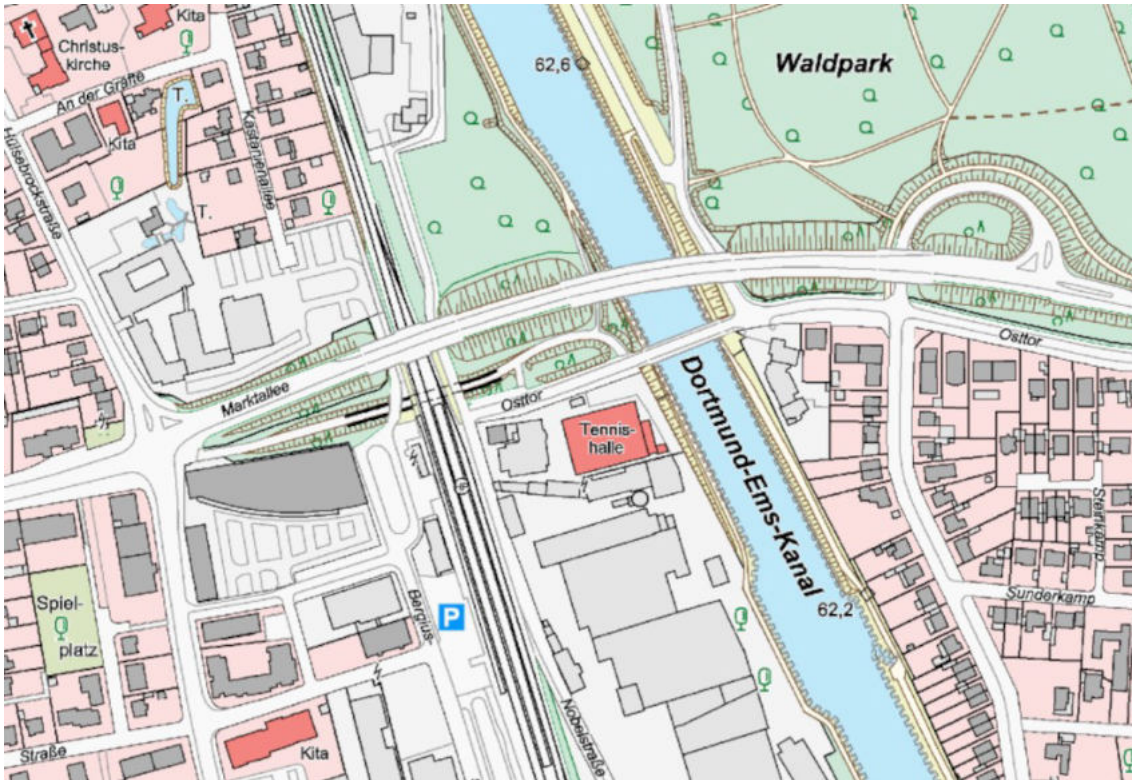 Kita
Christus-
kirche
62,6
Waldpark
An der Gräfte
T.
Kita
Kastanienallee
Hülsebrockstraße
T.
Marktallee
Osttor
Osttor
Tennis-
halle
Dortmund-Ems-Kanal
Steinkamp
Sunderkamp
62,2
Spiel-
platz
Bergius-
P
Nobelstraße
Straße
Kita